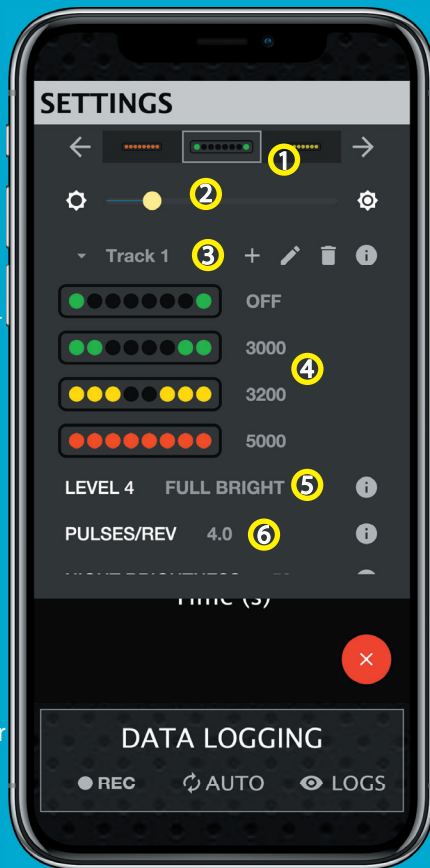 SETTINGS
1
2
Track 1 3
OFF
3000
4
3200
5000
LEVEL 4 FULL BRIGHT 5
PULSES/REV 4.0 6
Time (s)
DATA LOGGING
REC AUTO LOGS
r